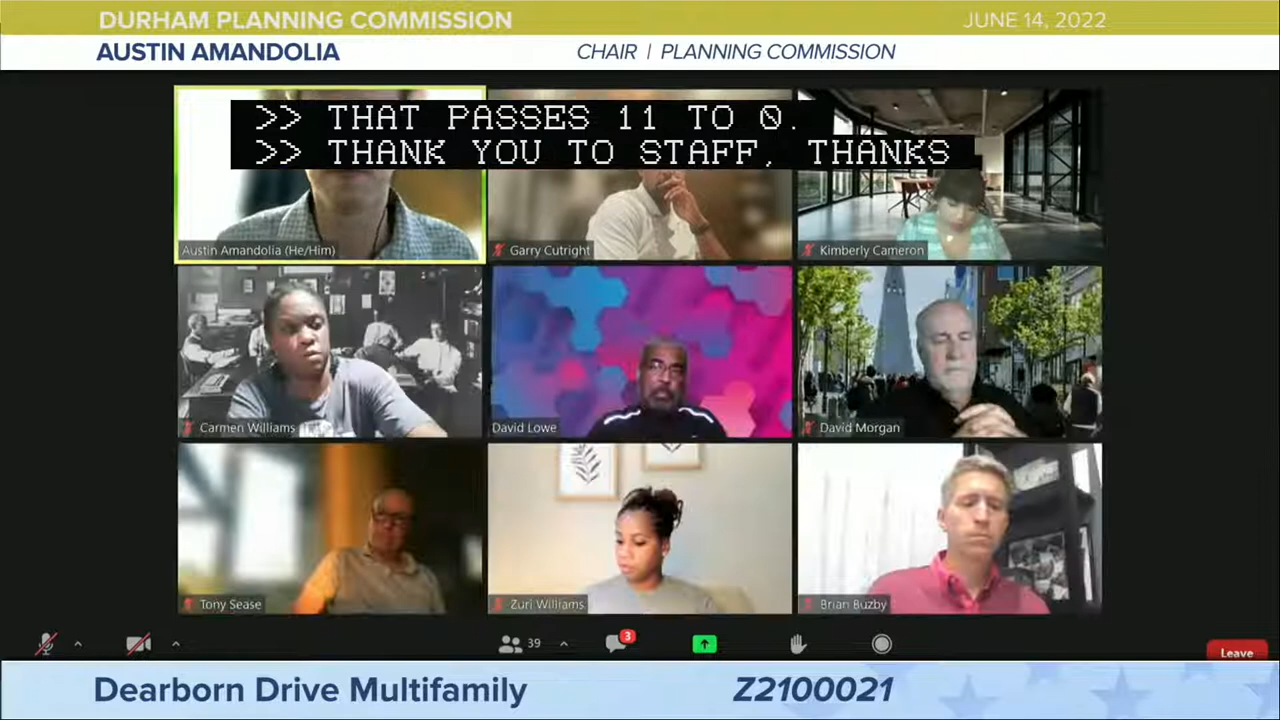 DURHAM PLANNING COMMISSION
JUNE 14, 2022
AUSTIN AMANDOLIA
CHAIR | PLANNING COMMISSION
>> THAT PASSES 11 TO 0.
>> THANK YOU TO STAFF, THANKS
Austin Amandolia (He/Him)
Garry Cutright
Kimberly Cameron
Carmen Williams
David Lowe
David Morgan
Tony Sease
Zuri Williams
Brian Buzby
39
3
Leave
Dearborn Drive Multifamily
Z2100021